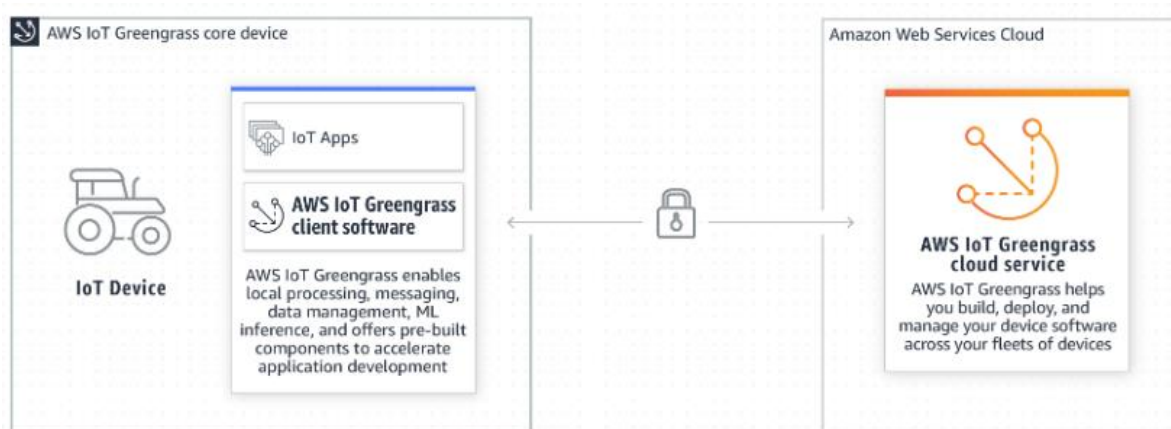 AWS IoT Greengrass core device
IoT Device
IoT Apps
AWS IoT Greengrass
client software
AWS IoT Greengrass enables
local processing, messaging,
data management, ML
inference, and offers pre-built
components to accelerate
application development
Amazon Web Services Cloud
AWS IoT Greengrass
cloud service
AWS IoT Greengrass helps
you build, deploy, and
manage your device software
across your fleets of devices